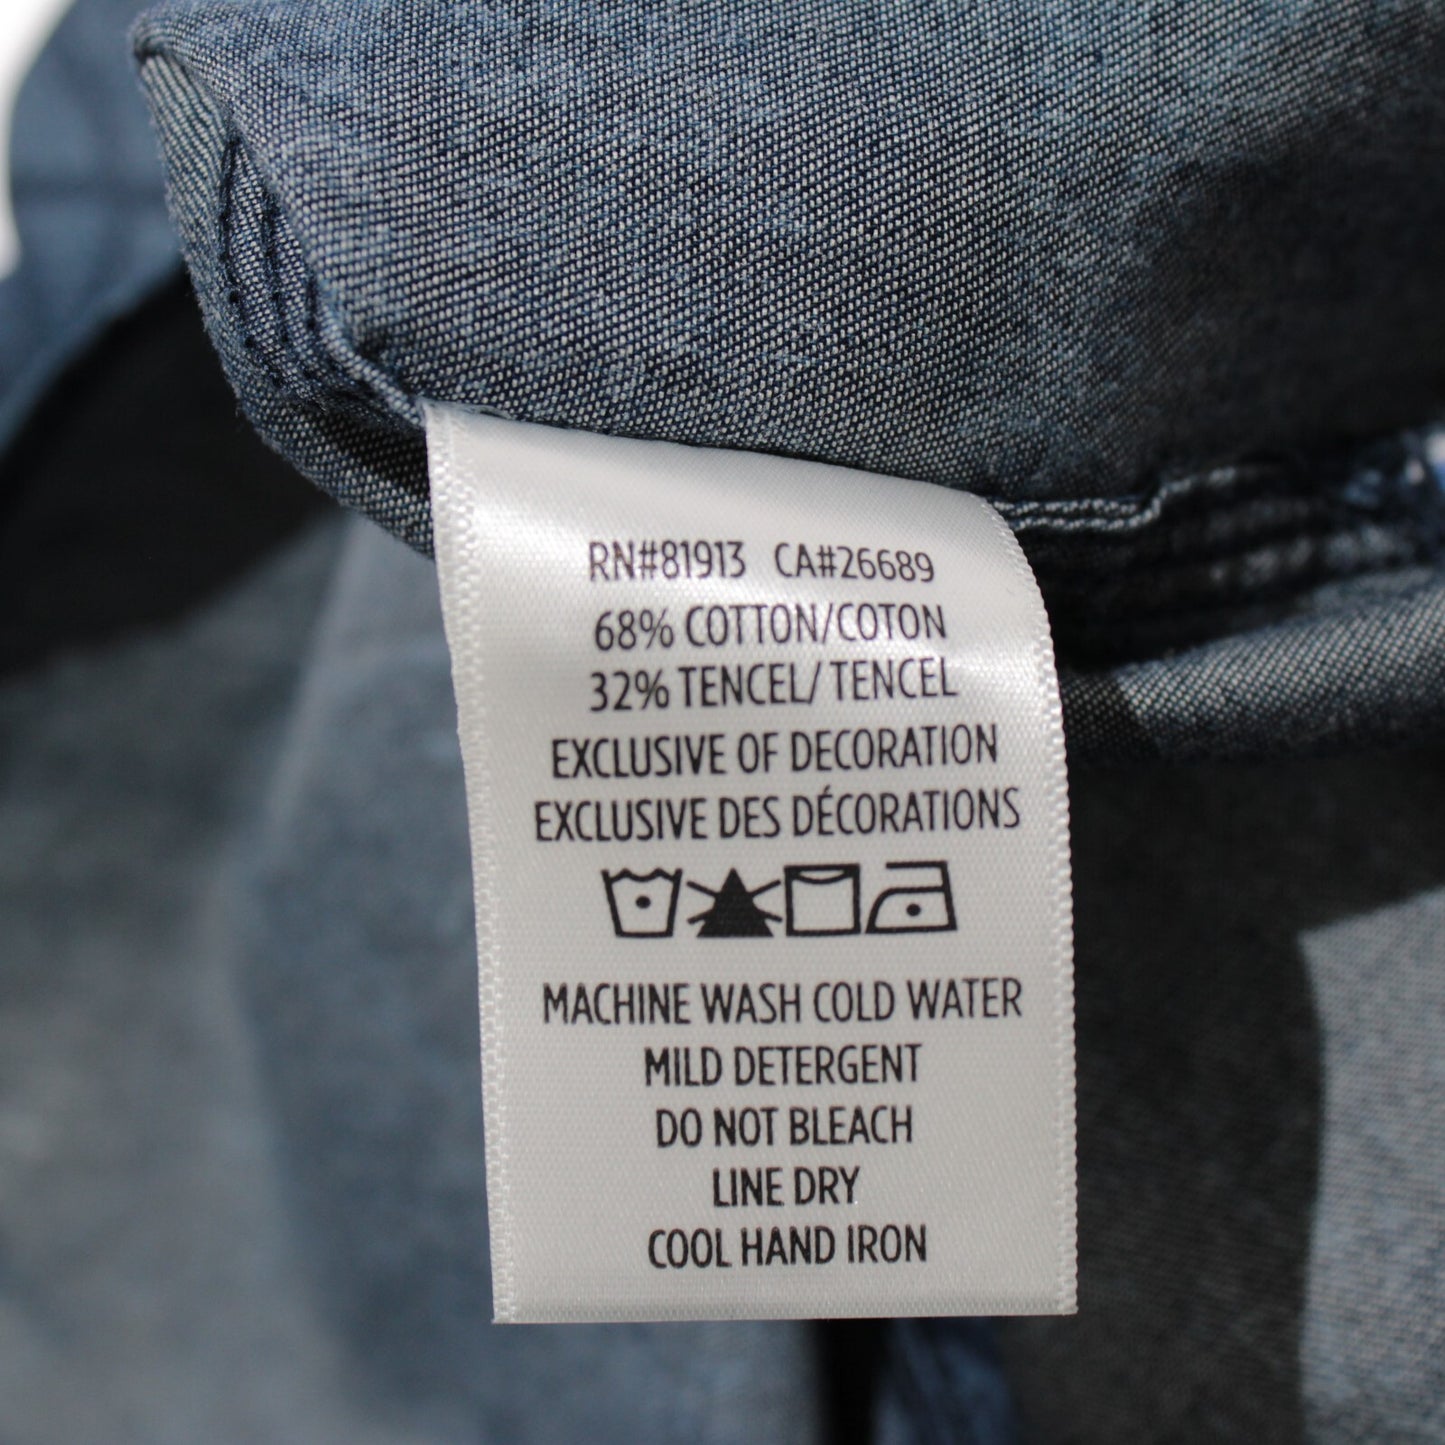 RN#81913 CA#26689
68% COTTON/COTON
32% TENCEL/ TENCEL
EXCLUSIVE OF DECORATION
EXCLUSIVE DES DÉCORATIONS
MACHINE WASH COLD WATER
MILD DETERGENT
DO NOT BLEACH
LINE DRY
COOL HAND IRON